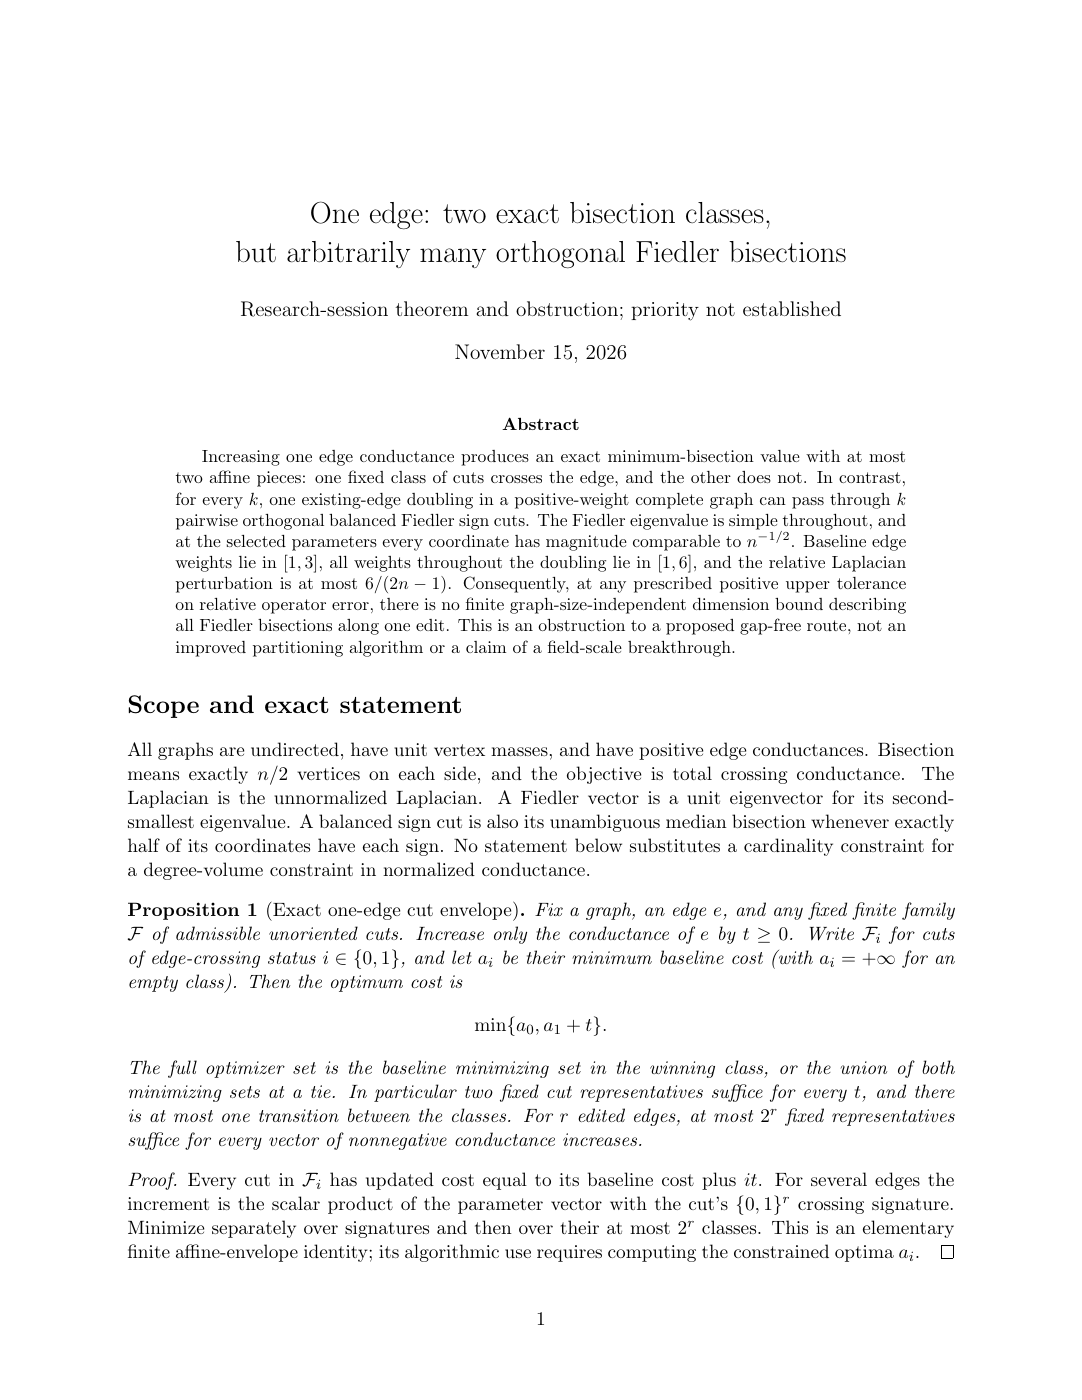 One edge: two exact bisection classes,
but arbitrarily many orthogonal Fiedler bisections
Research-session theorem and obstruction; priority not established
November 15, 2026
Abstract
Increasing one edge conductance produces an exact minimum-bisection value with at most
two affine pieces: one fixed class of cuts crosses the edge, and the other does not. In contrast,
for every k, one existing-edge doubling in a positive-weight complete graph can pass through k
pairwise orthogonal balanced Fiedler sign cuts. The Fiedler eigenvalue is simple throughout, and
at the selected parameters every coordinate has magnitude comparable to n^{-1/2}. Baseline edge
weights lie in [1, 3], all weights throughout the doubling lie in [1, 6], and the relative Laplacian
perturbation is at most 6/(2n − 1). Consequently, at any prescribed positive upper tolerance
on relative operator error, there is no finite graph-size-independent dimension bound describing
all Fiedler bisections along one edit. This is an obstruction to a proposed gap-free route, not an
improved partitioning algorithm or a claim of a field-scale breakthrough.
Scope and exact statement
All graphs are undirected, have unit vertex masses, and have positive edge conductances. Bisection
means exactly n/2 vertices on each side, and the objective is total crossing conductance. The
Laplacian is the unnormalized Laplacian. A Fiedler vector is a unit eigenvector for its second-
smallest eigenvalue. A balanced sign cut is also its unambiguous median bisection whenever exactly
half of its coordinates have each sign. No statement below substitutes a cardinality constraint for
a degree-volume constraint in normalized conductance.
Proposition 1 (Exact one-edge cut envelope). Fix a graph, an edge e, and any fixed finite family
ℱ of admissible unoriented cuts. Increase only the conductance of e by t ≥ 0. Write ℱ_i for cuts
of edge-crossing status i ∈ {0, 1}, and let a_i be their minimum baseline cost (with a_i = +∞ for an
empty class). Then the optimum cost is
min{a_0, a_1 + t}.
The full optimizer set is the baseline minimizing set in the winning class, or the union of both
minimizing sets at a tie. In particular two fixed cut representatives suffice for every t, and there
is at most one transition between the classes. For r edited edges, at most 2^r fixed representatives
suffice for every vector of nonnegative conductance increases.
Proof. Every cut in ℱ_i has updated cost equal to its baseline cost plus it. For several edges the
increment is the scalar product of the parameter vector with the cut's {0, 1}^r crossing signature.
Minimize separately over signatures and then over their at most 2^r classes. This is an elementary
finite affine-envelope identity; its algorithmic use requires computing the constrained optima a_i. □
1